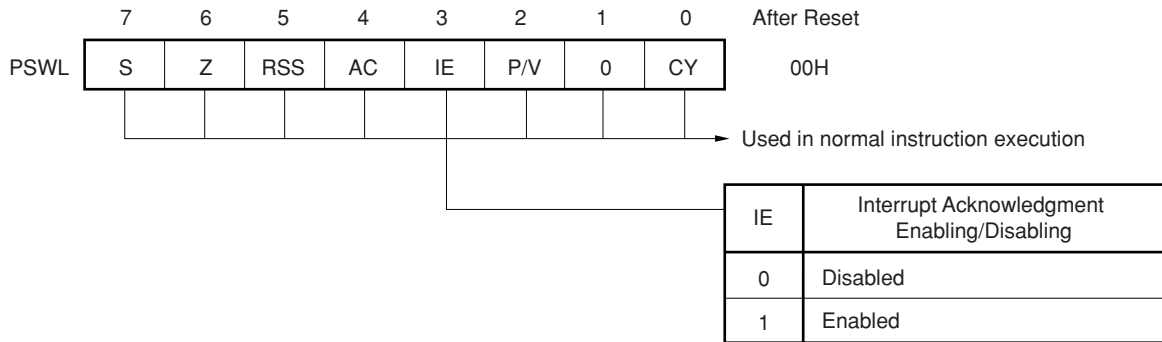 7 6 5 4 3 2 1 0 After Reset
PSWL S Z RSS AC IE P/V 0 CY 00H
Used in normal instruction execution
IE Interrupt Acknowledgment
Enabling/Disabling
0 Disabled
1 Enabled